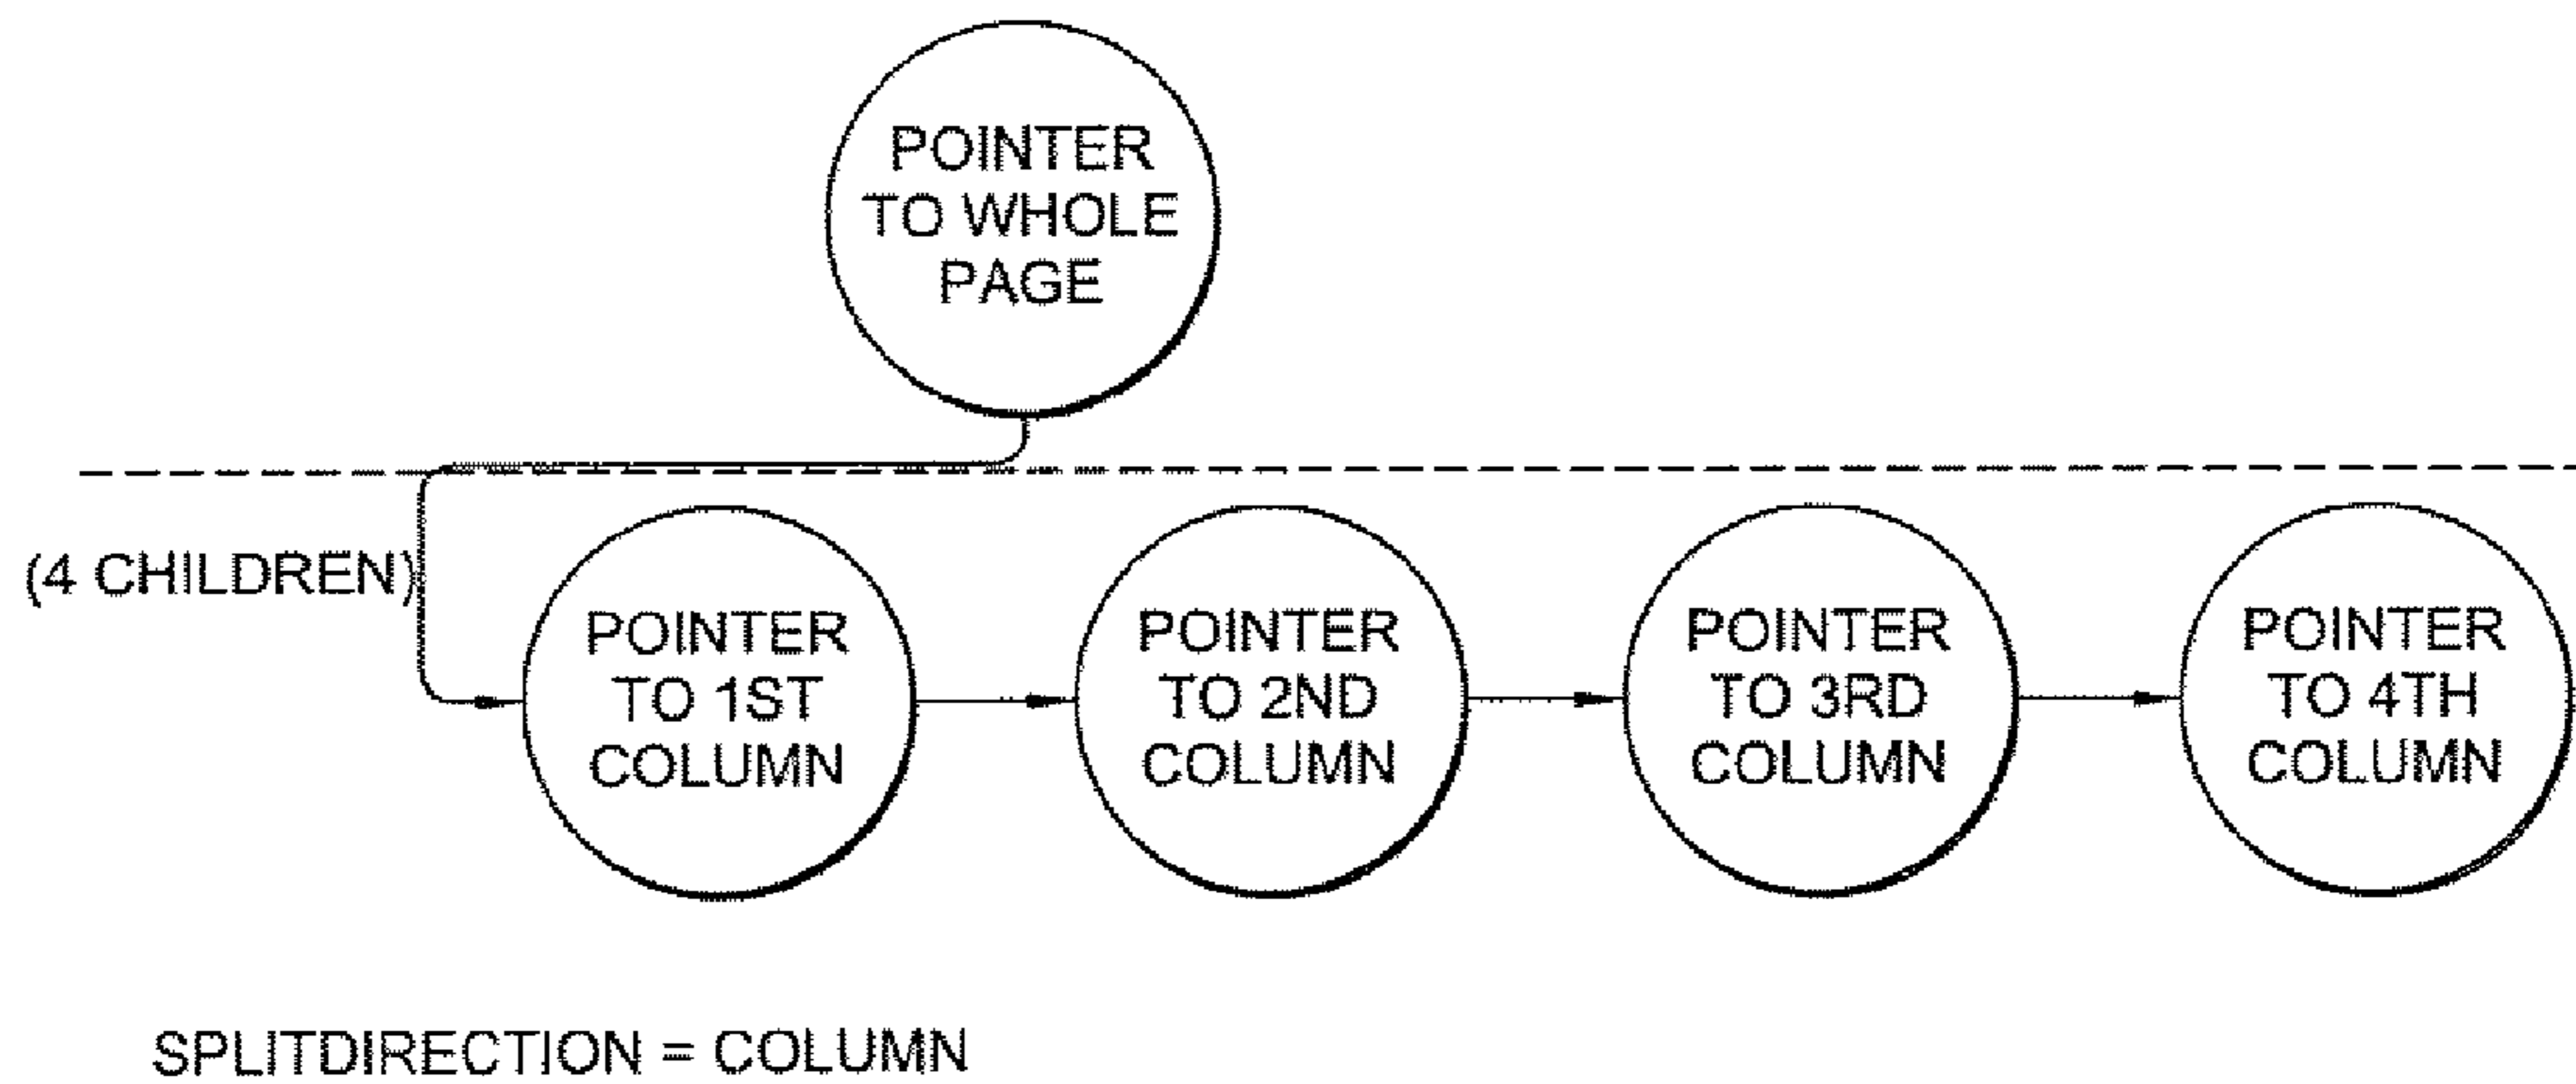 POINTER
TO WHOLE
PAGE
(4 CHILDREN)
POINTER
TO 1ST
COLUMN
POINTER
TO 2ND
COLUMN
POINTER
TO 3RD
COLUMN
POINTER
TO 4TH
COLUMN
SPLITDIRECTION = COLUMN